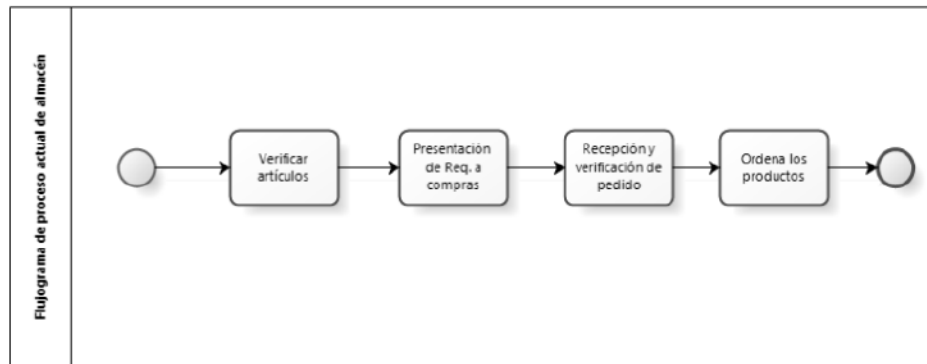 Flujograma de proceso actual de almacén
Verificar
artículos
Presentación
de Req. a
compras
Recepción y
verificación de
pedido
Ordena los
productos